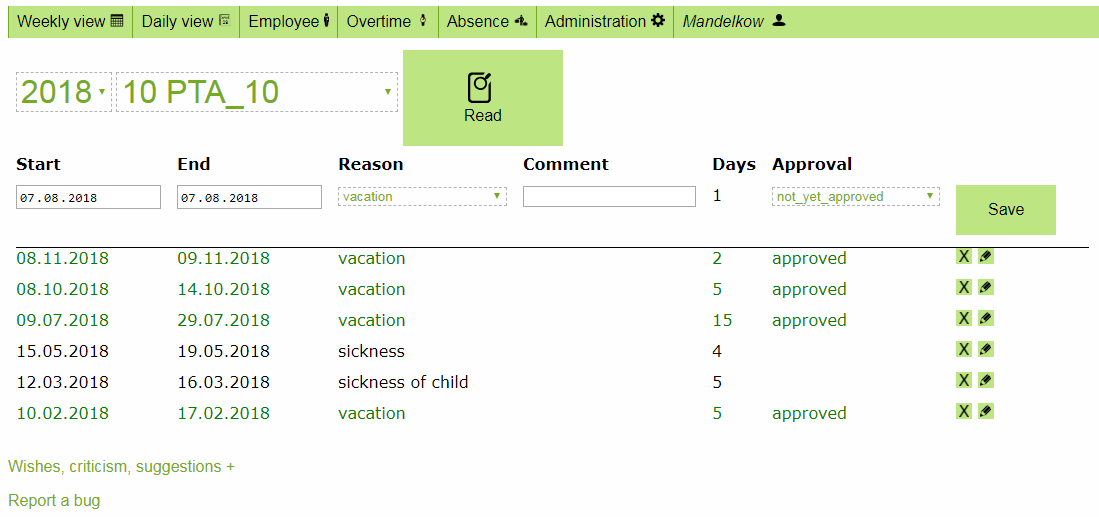 Weekly view Daily view Employee Overtime Absence Administration Mandelkow
2018 10 PTA_10
Read
Start End Reason Comment Days Approval
07.08.2018 07.08.2018 vacation 1 not_yet_approved Save
08.11.2018 09.11.2018 vacation 2 approved X
08.10.2018 14.10.2018 vacation 5 approved X
09.07.2018 29.07.2018 vacation 15 approved X
15.05.2018 19.05.2018 sickness 4 X
12.03.2018 16.03.2018 sickness of child 5 X
10.02.2018 17.02.2018 vacation 5 approved X
Wishes, criticism, suggestions +
Report a bug